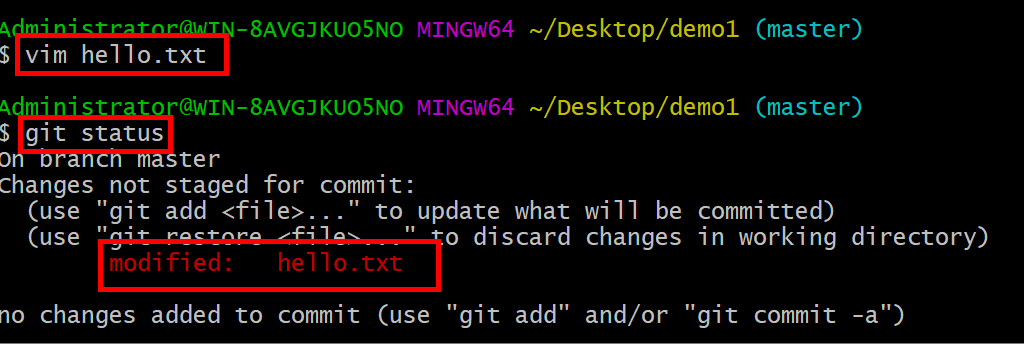 Administrator@WIN-8AVGJKUO5NO MINGW64 ~/Desktop/demo1 (master)
$ vim hello.txt
Administrator@WIN-8AVGJKUO5NO MINGW64 ~/Desktop/demo1 (master)
$ git status
On branch master
Changes not staged for commit:
  (use "git add <file>..." to update what will be committed)
  (use "git restore <file>..." to discard changes in working directory)
        modified:   hello.txt
no changes added to commit (use "git add" and/or "git commit -a")